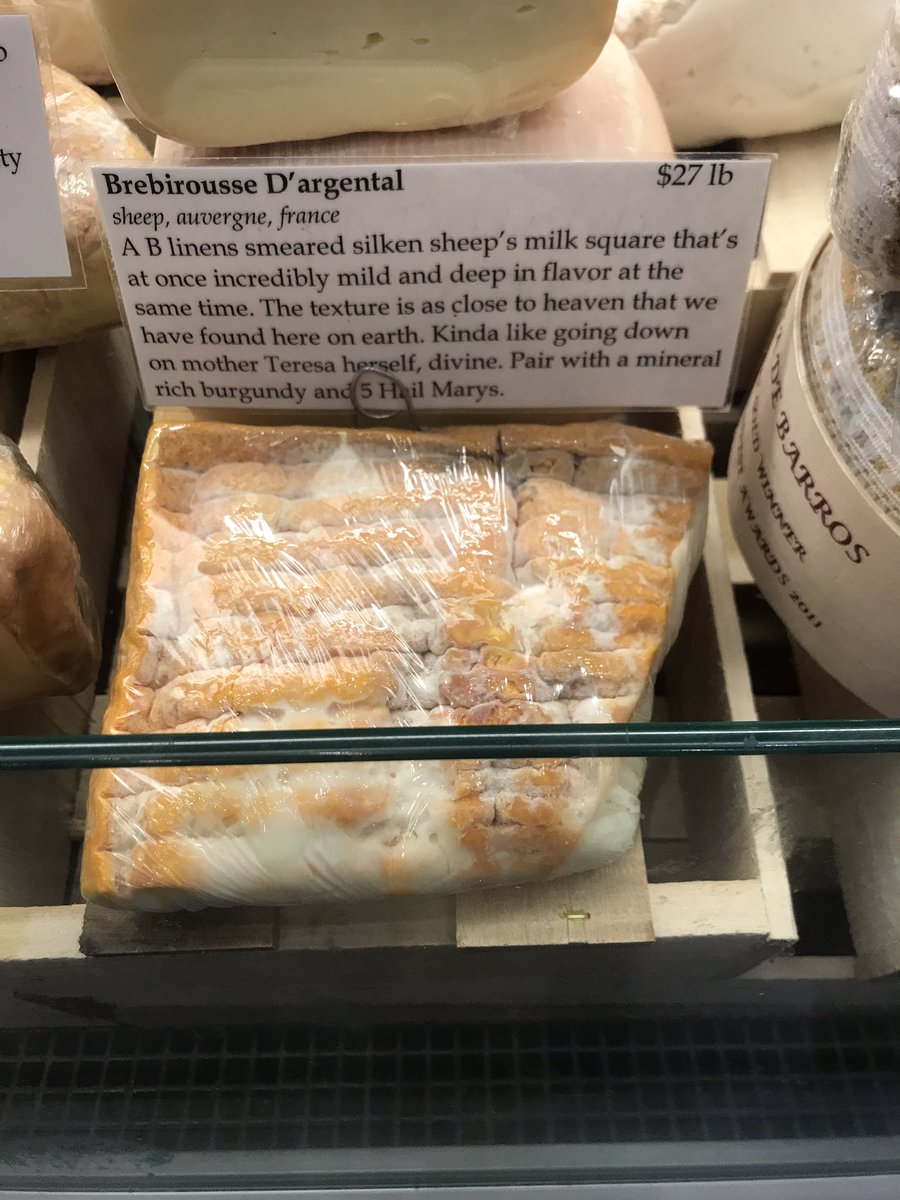 ty
Brebirousse D'argental
$27 lb
sheep, auvergne, france
A B linens smeared silken sheep's milk square that's
at once incredibly mild and deep in flavor at the
same time. The texture is as close to heaven that we
have found here on earth. Kinda like going down
on mother Teresa herself, divine. Pair with a mineral
rich burgundy and 5 Hail Marys.
DE BARROS
WINNER
AWARDS 2011